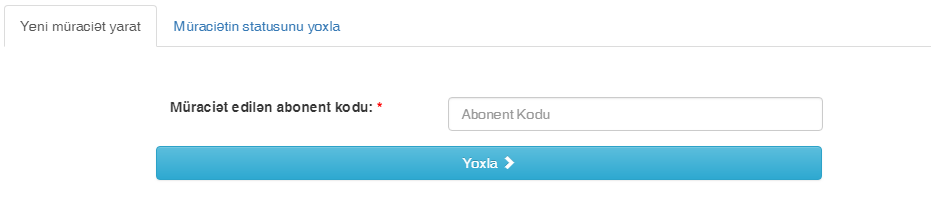 Yeni müraciət yarat
Müraciətin statusunu yoxla
Müraciət edilən abonent kodu: *
Abonent Kodu
Yoxla